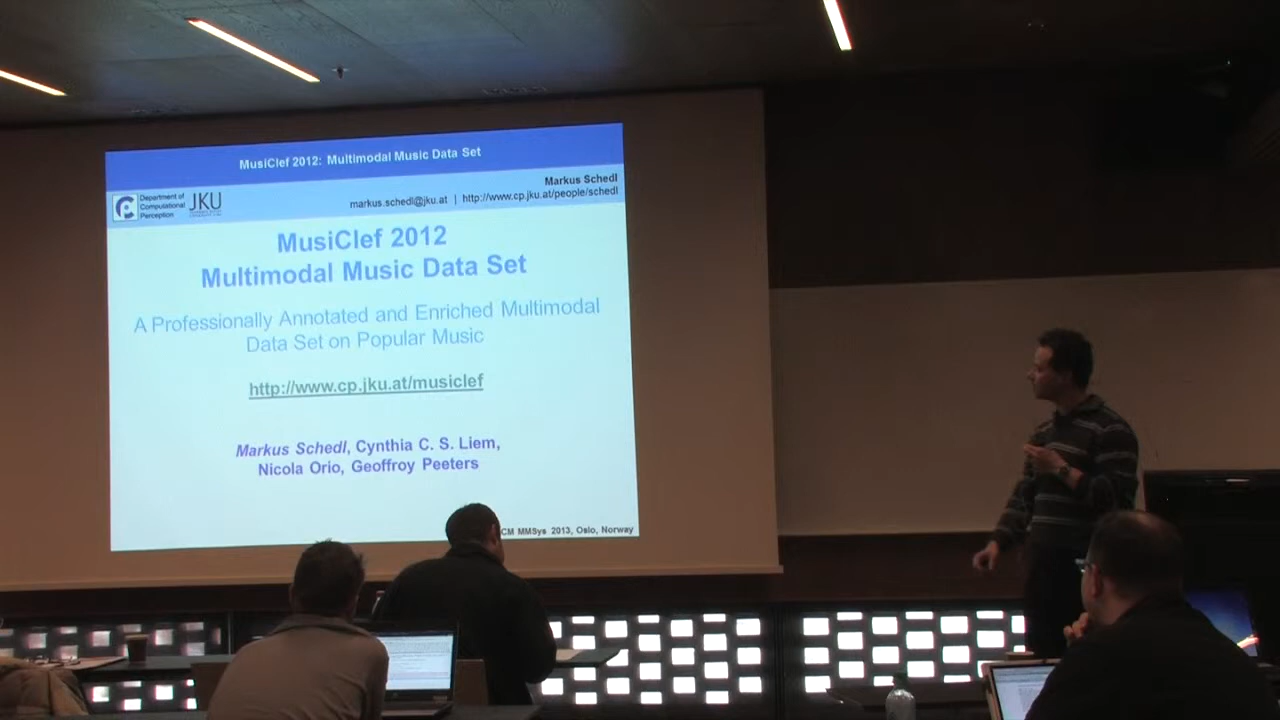 MusiClef 2012: Multimodal Music Data Set
Markus Schedl
markus.schedl@jku.at | http://www.cp.jku.at/people/schedl
Department of
Computational
Perception
JKU
MusiClef 2012
Multimodal Music Data Set
A Professionally Annotated and Enriched Multimodal
Data Set on Popular Music
http://www.cp.jku.at/musiclef
Markus Schedl, Cynthia C. S. Liem,
Nicola Orio, Geoffroy Peeters
CM MMSys 2013, Oslo, Norway